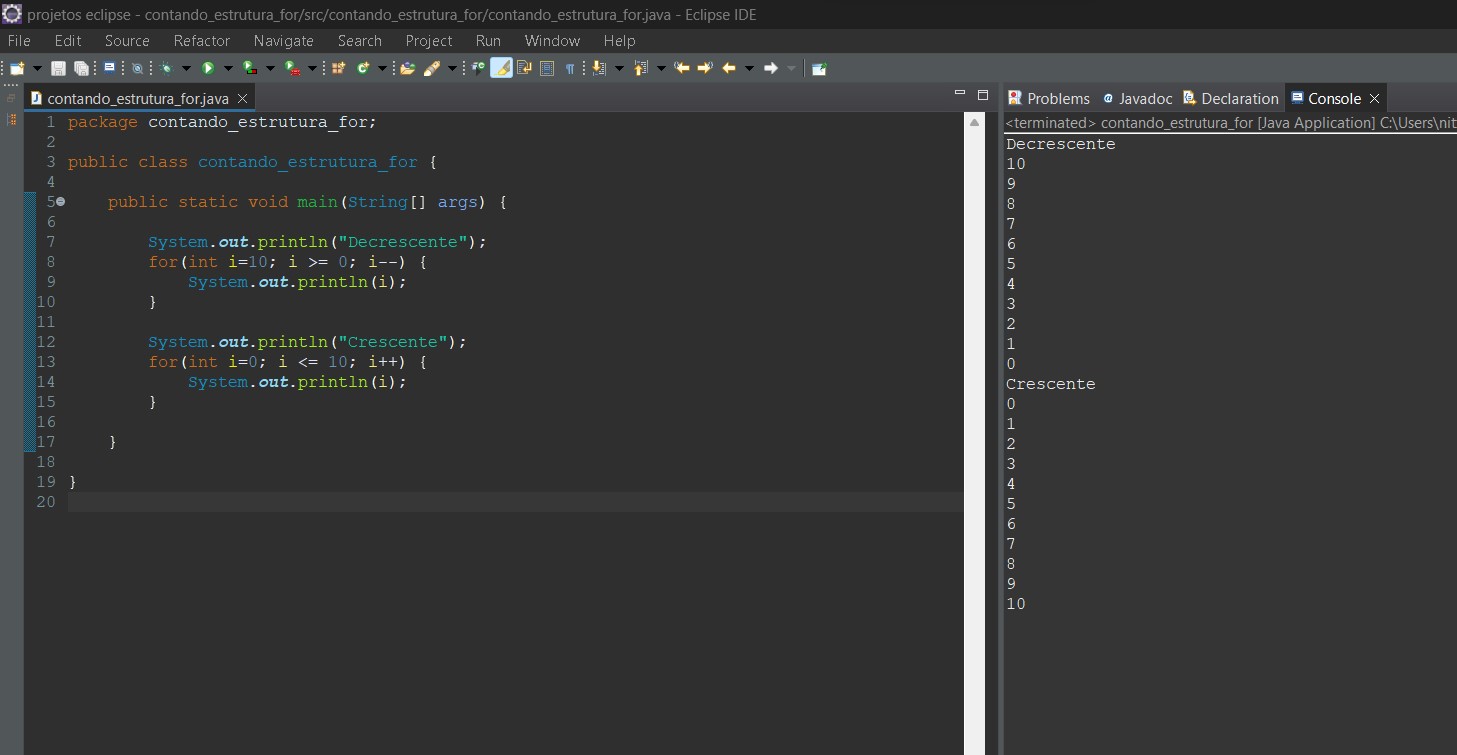 projetos eclipse - contando_estrutura_for/src/contando_estrutura_for/contando_estrutura_for.java - Eclipse IDE
File Edit Source Refactor Navigate Search Project Run Window Help
contando_estrutura_for.java
1 package contando_estrutura_for;
2
3 public class contando_estrutura_for {
4
5 public static void main(String[] args) {
6
7 System.out.println("Decrescente");
8 for(int i=10; i >= 0; i--) {
9 System.out.println(i);
10 }
11
12 System.out.println("Crescente");
13 for(int i=0; i <= 10; i++) {
14 System.out.println(i);
15 }
16
17 }
18
19 }
20
Problems Javadoc Declaration Console
<terminated> contando_estrutura_for [Java Application] C:\Users\nit
Decrescente
10
9
8
7
6
5
4
3
2
1
0
Crescente
0
1
2
3
4
5
6
7
8
9
10